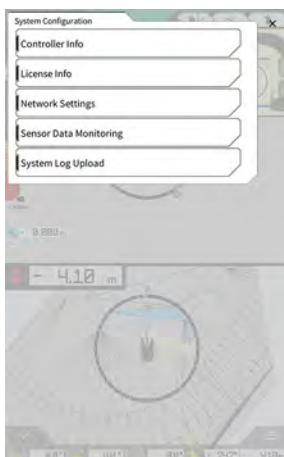 System Configuration
×
Controller Info
License Info
Network Settings
Sensor Data Monitoring
System Log Upload
- 4.10 m